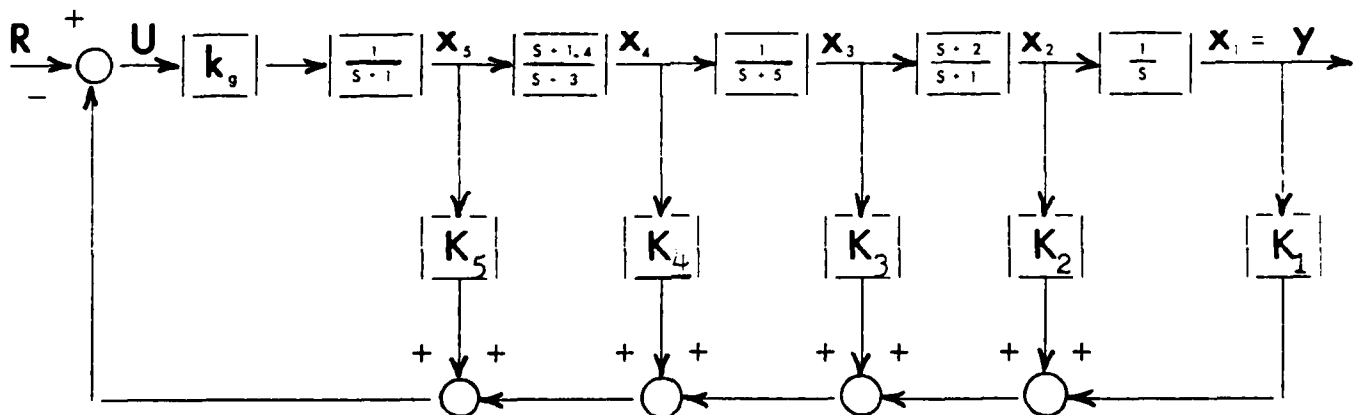 +
R
U
k_g
1
S + 1
x_5
S + 1.4
S + 3
x_4
1
S + 5
x_3
S + 2
S + 1
x_2
1
S
x_1 = y
−
K_5
K_4
K_3
K_2
K_1
+ +
+ +
+ +
+ +